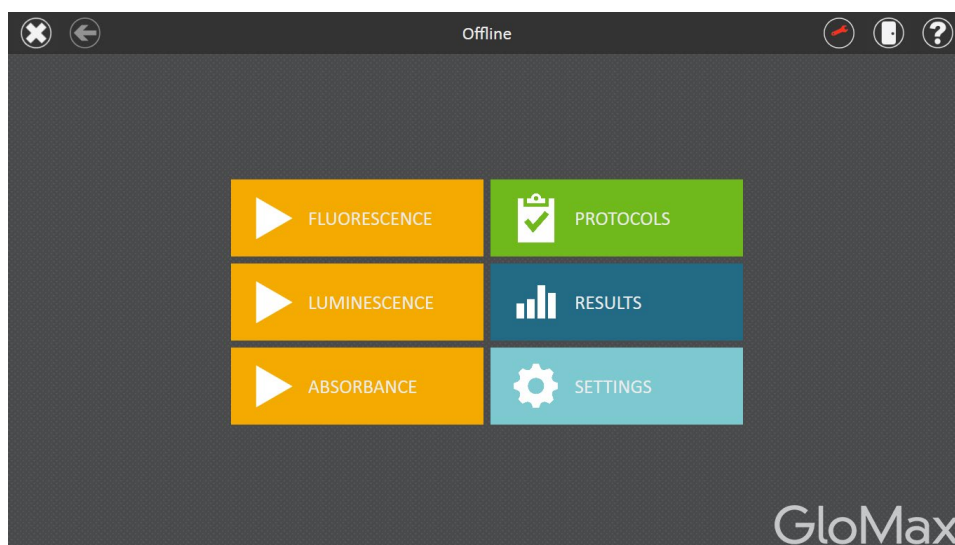 Offline
FLUORESCENCE
PROTOCOLS
LUMINESCENCE
RESULTS
ABSORBANCE
SETTINGS
GloMax